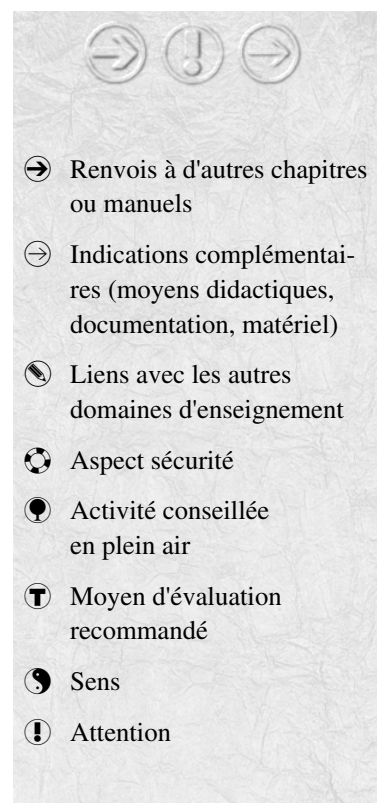 Renvois à d'autres chapitres
ou manuels
Indications complémentai-
res (moyens didactiques,
documentation, matériel)
Liens avec les autres
domaines d'enseignement
Aspect sécurité
Activité conseillée
en plein air
T Moyen d'évaluation
recommandé
Sens
! Attention